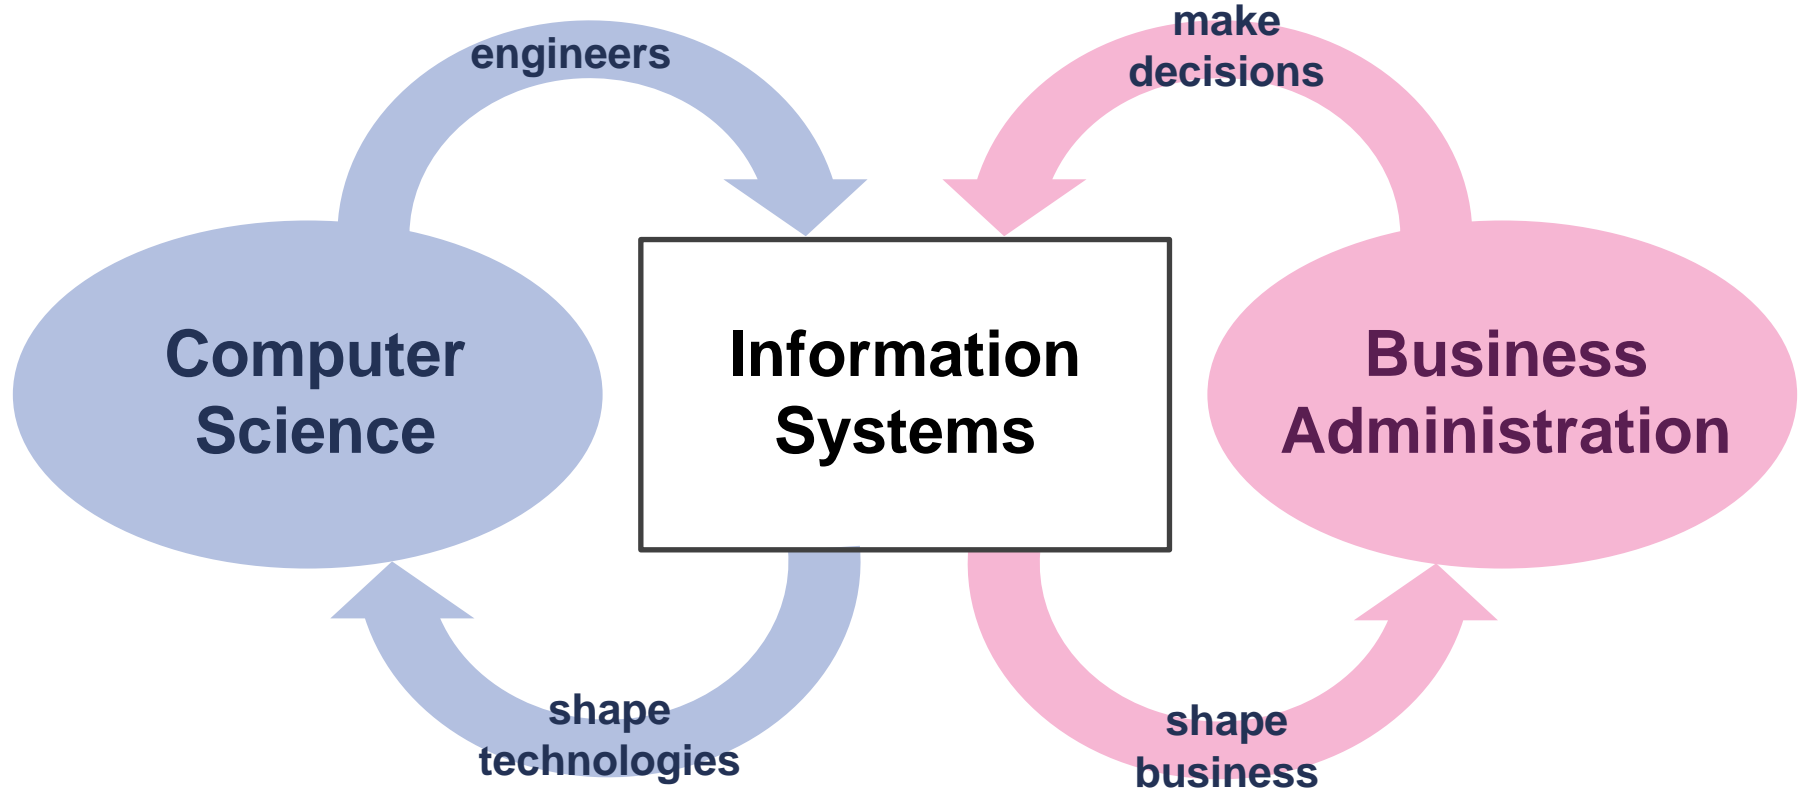 engineers
make
decisions
Computer
Science
Information
Systems
Business
Administration
shape
technologies
shape
business